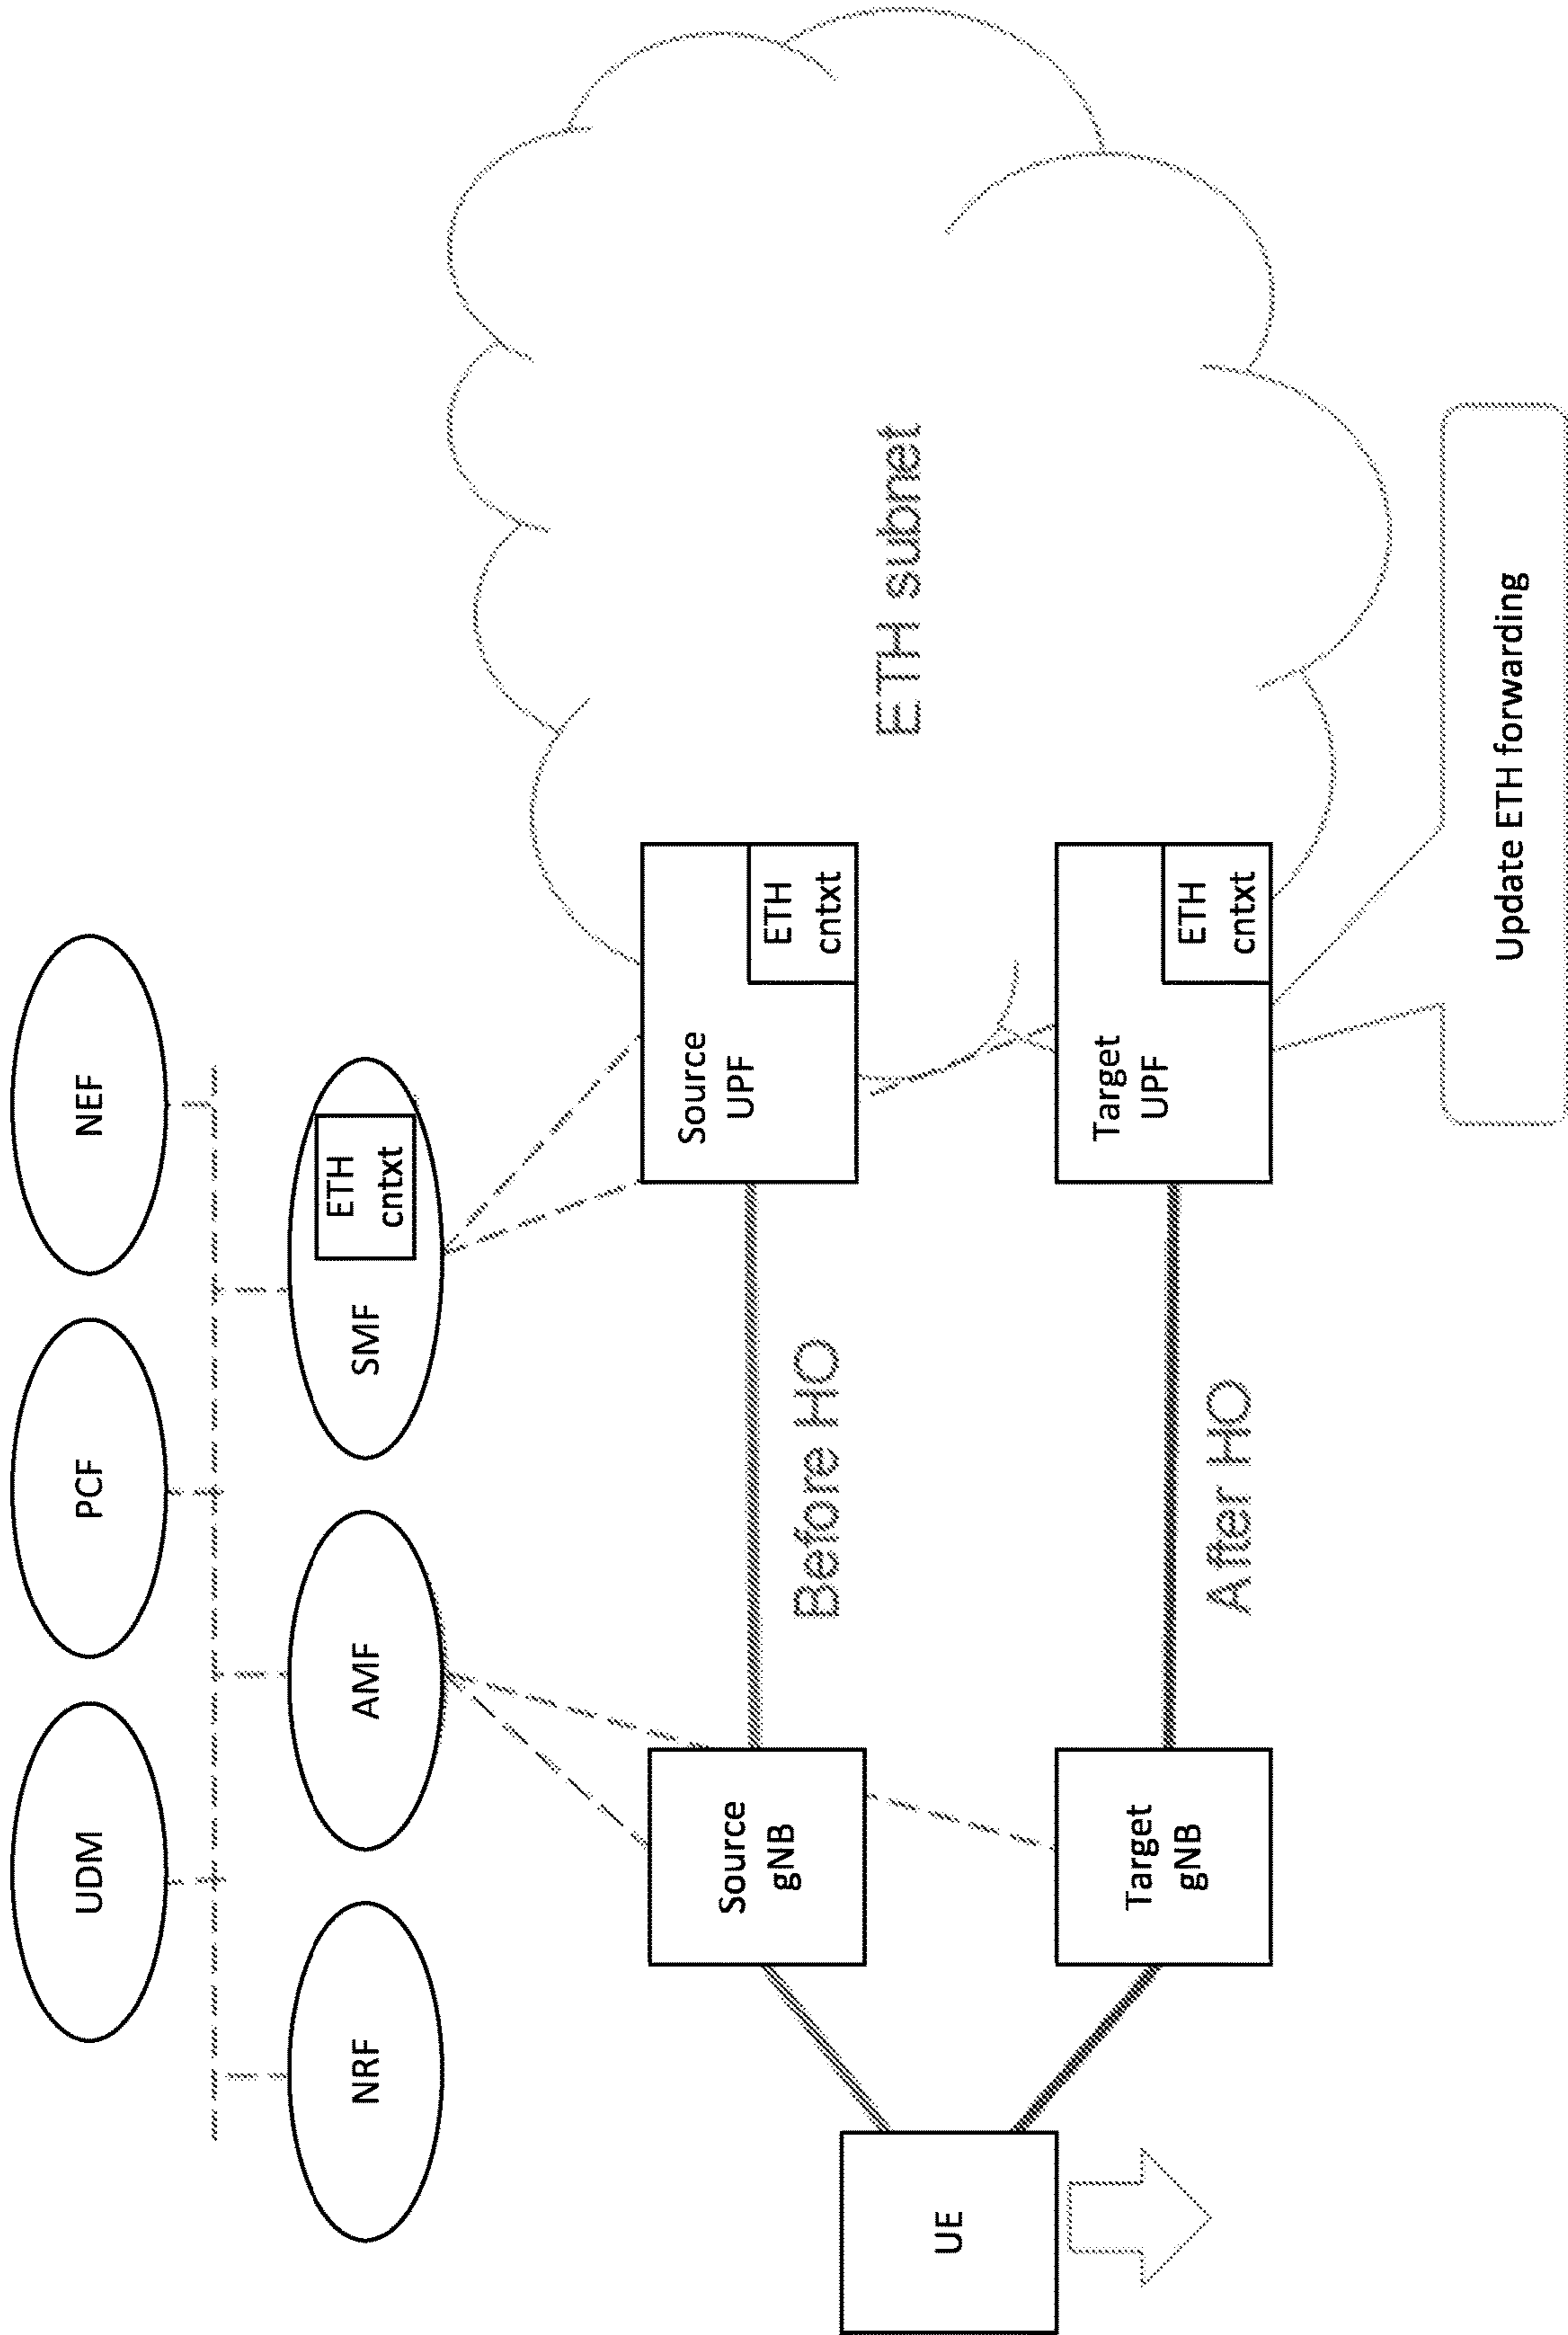 UDM
PCF
NEF
NRF
AMF
SMF
ETH
cntxt
Source
gNB
Before HO
Source
UPF
ETH
cntxt
ETH subnet
UE
Target
gNB
After HO
Target
UPF
ETH
cntxt
Update ETH forwarding